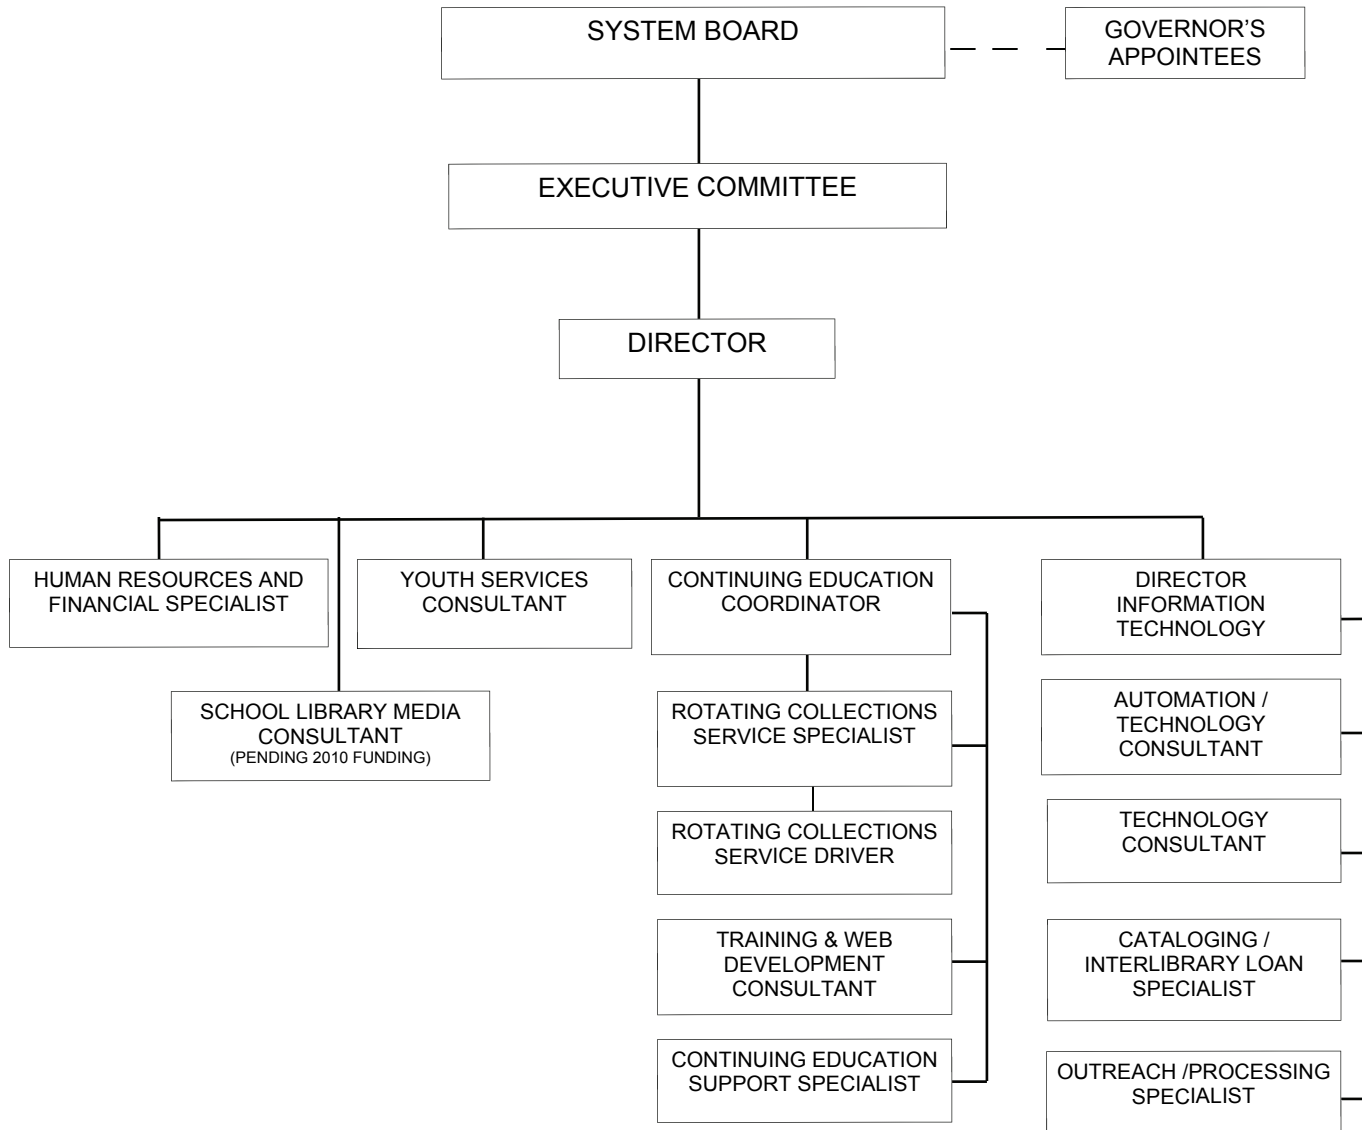 SYSTEM BOARD
GOVERNOR'S
APPOINTEES
EXECUTIVE COMMITTEE
DIRECTOR
HUMAN RESOURCES AND
FINANCIAL SPECIALIST
YOUTH SERVICES
CONSULTANT
CONTINUING EDUCATION
COORDINATOR
DIRECTOR
INFORMATION
TECHNOLOGY
SCHOOL LIBRARY MEDIA
CONSULTANT
(PENDING 2010 FUNDING)
ROTATING COLLECTIONS
SERVICE SPECIALIST
AUTOMATION /
TECHNOLOGY
CONSULTANT
ROTATING COLLECTIONS
SERVICE DRIVER
TECHNOLOGY
CONSULTANT
TRAINING & WEB
DEVELOPMENT
CONSULTANT
CATALOGING /
INTERLIBRARY LOAN
SPECIALIST
CONTINUING EDUCATION
SUPPORT SPECIALIST
OUTREACH /PROCESSING
SPECIALIST